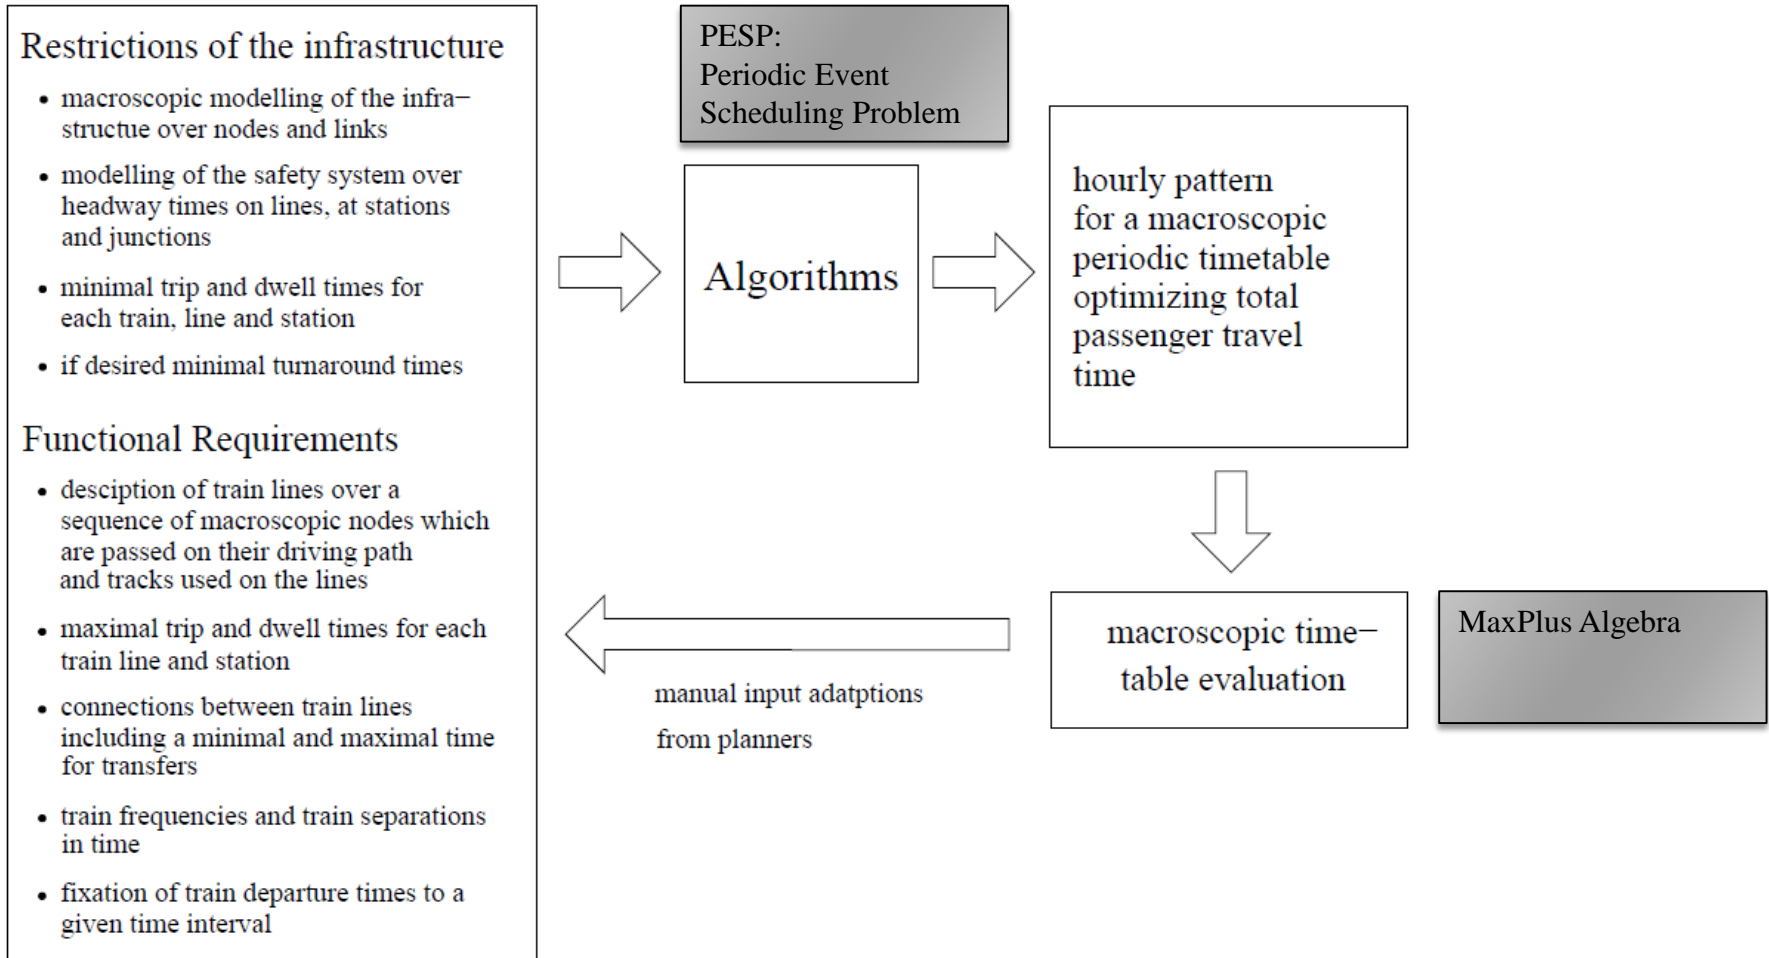 Restrictions of the infrastructure
• macroscopic modelling of the infra–
structue over nodes and links
• modelling of the safety system over
headway times on lines, at stations
and junctions
• minimal trip and dwell times for
each train, line and station
• if desired minimal turnaround times
Functional Requirements
• desciption of train lines over a
sequence of macroscopic nodes which
are passed on their driving path
and tracks used on the lines
• maximal trip and dwell times for each
train line and station
• connections between train lines
including a minimal and maximal time
for transfers
• train frequencies and train separations
in time
• fixation of train departure times to a
given time interval
PESP:
Periodic Event
Scheduling Problem
Algorithms
hourly pattern
for a macroscopic
periodic timetable
optimizing total
passenger travel
time
macroscopic time–
table evaluation
MaxPlus Algebra
manual input adatptions
from planners